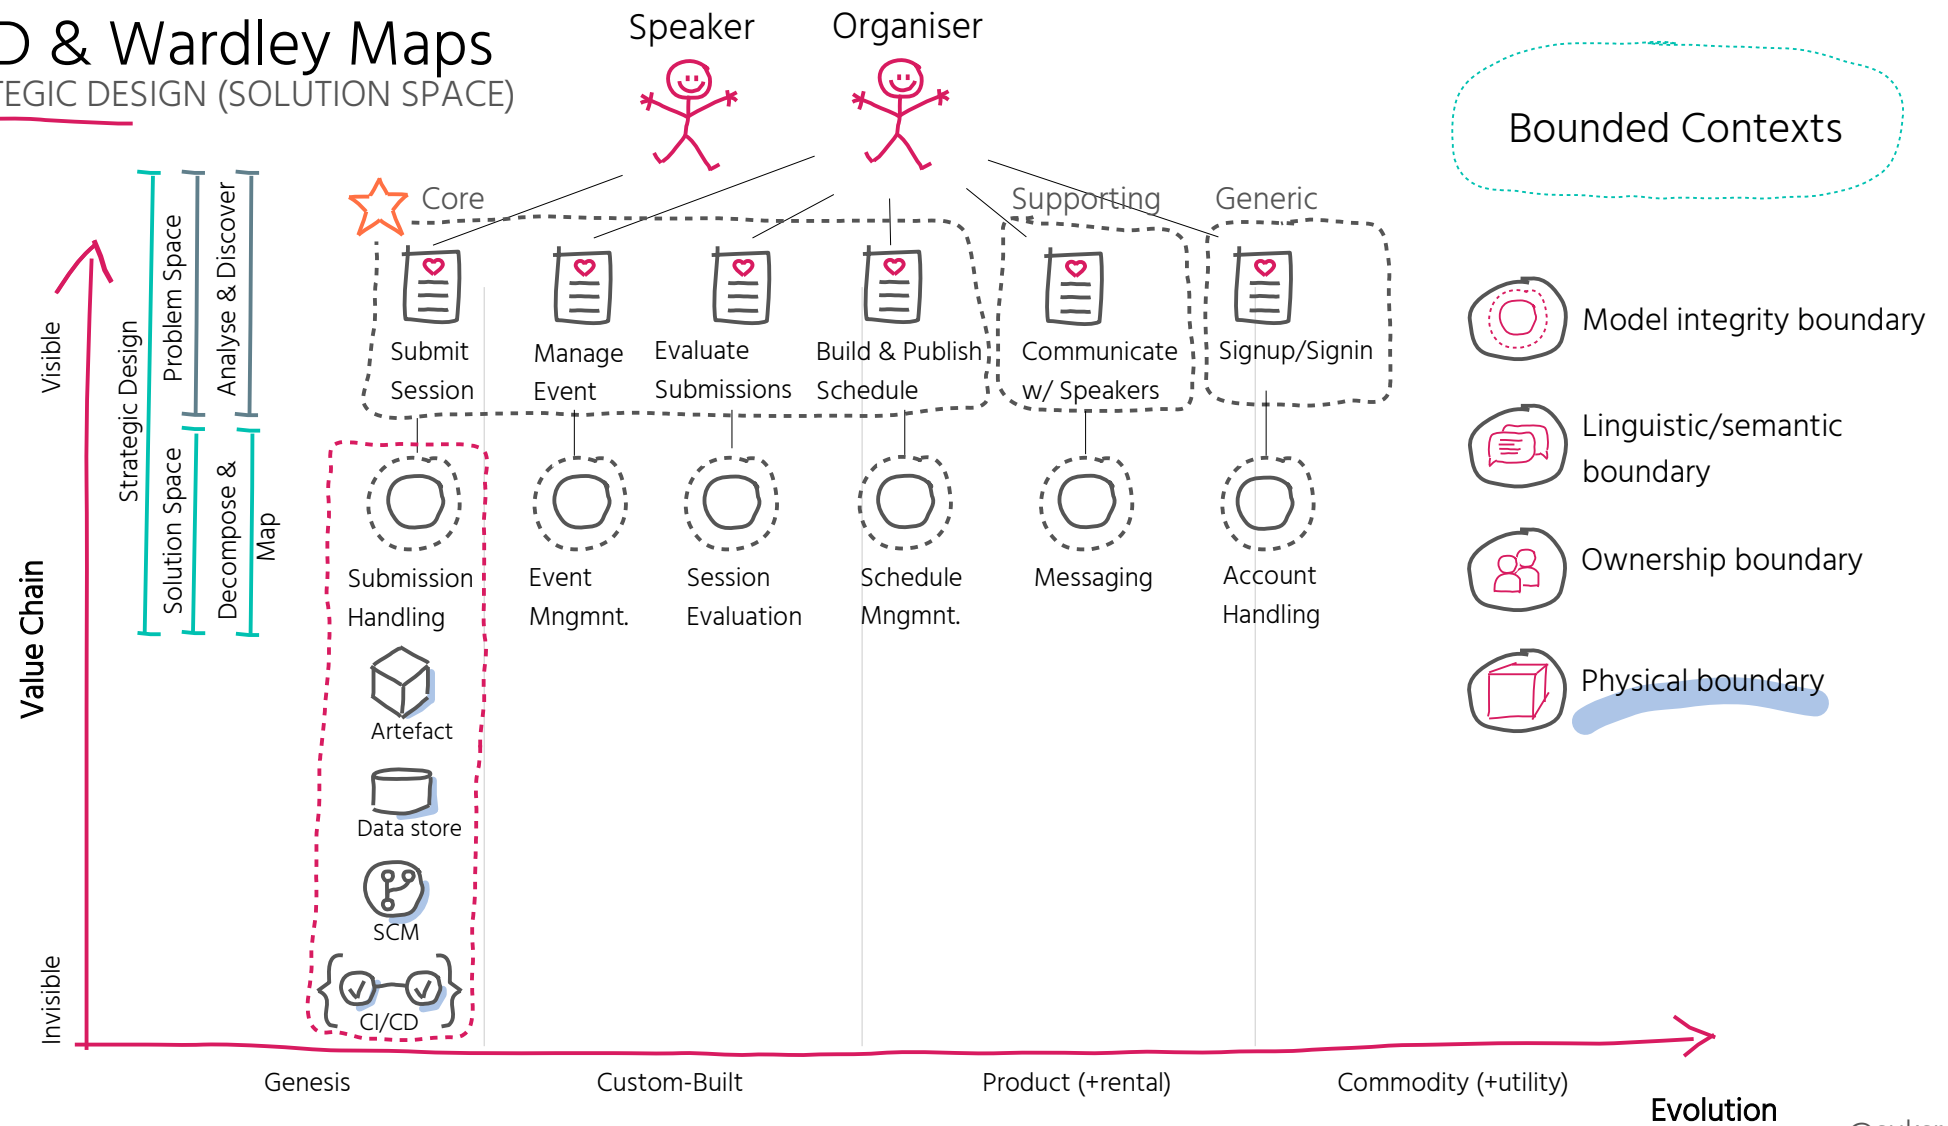 D & Wardley Maps
TEGIC DESIGN (SOLUTION SPACE)
Speaker
Organiser
Bounded Contexts
Core
Supporting
Generic
Submit
Session
Manage
Event
Evaluate
Submissions
Build & Publish
Schedule
Communicate
w/ Speakers
Signup/Signin
Model integrity boundary
Linguistic/semantic
boundary
Ownership boundary
Physical boundary
Value Chain
Visible
Invisible
Strategic Design
Problem Space
Analyse & Discover
Solution Space
Decompose &
Map
Submission
Handling
Event
Mngmnt.
Session
Evaluation
Schedule
Mngmnt.
Messaging
Account
Handling
Artefact
Data store
SCM
CI/CD
Genesis
Custom-Built
Product (+rental)
Commodity (+utility)
Evolution